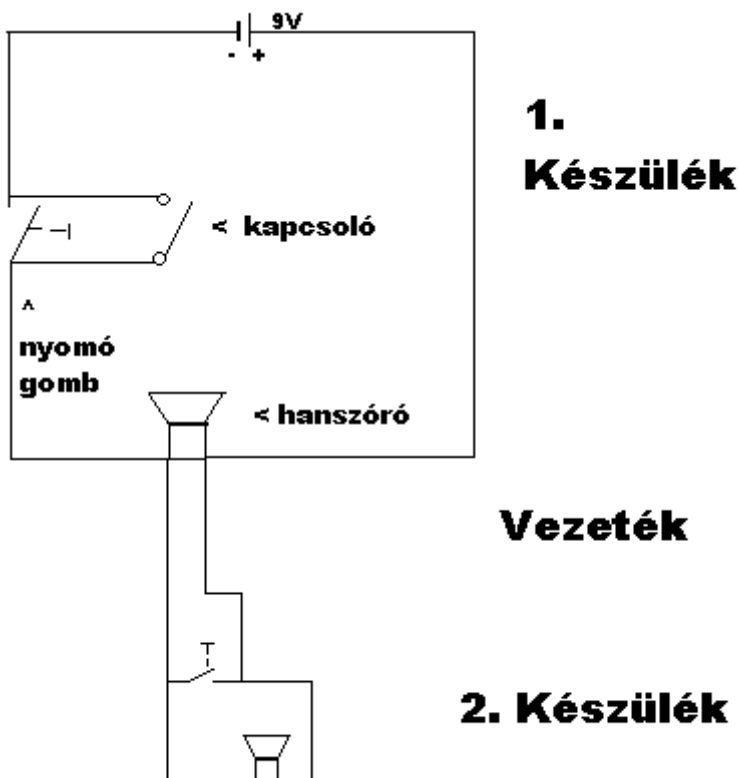 9V
- +
1.
Készülék
< kapcsoló
^
nyomó
gomb
< hanszóró
Vezeték
2. Készülék